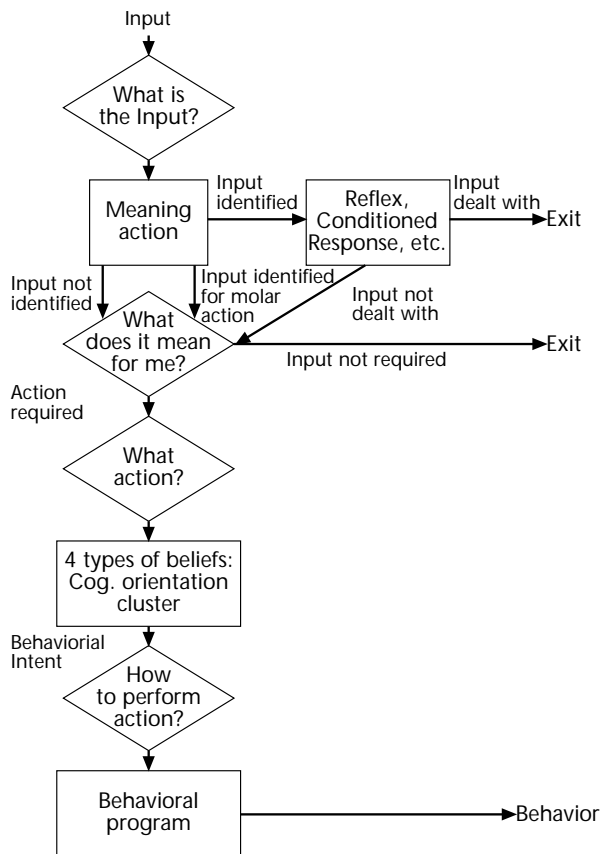 Input
What is
the Input?
Input
identified
Input
dealt with
Meaning
action
Reflex,
Conditioned
Response, etc.
Exit
Input not
identified
Input identified
for molar
action
Input not
dealt with
What
does it mean
for me?
Input not required
Exit
Action
required
What
action?
4 types of beliefs:
Cog. orientation
cluster
Behaviorial
Intent
How
to perform
action?
Behavioral
program
Behavior